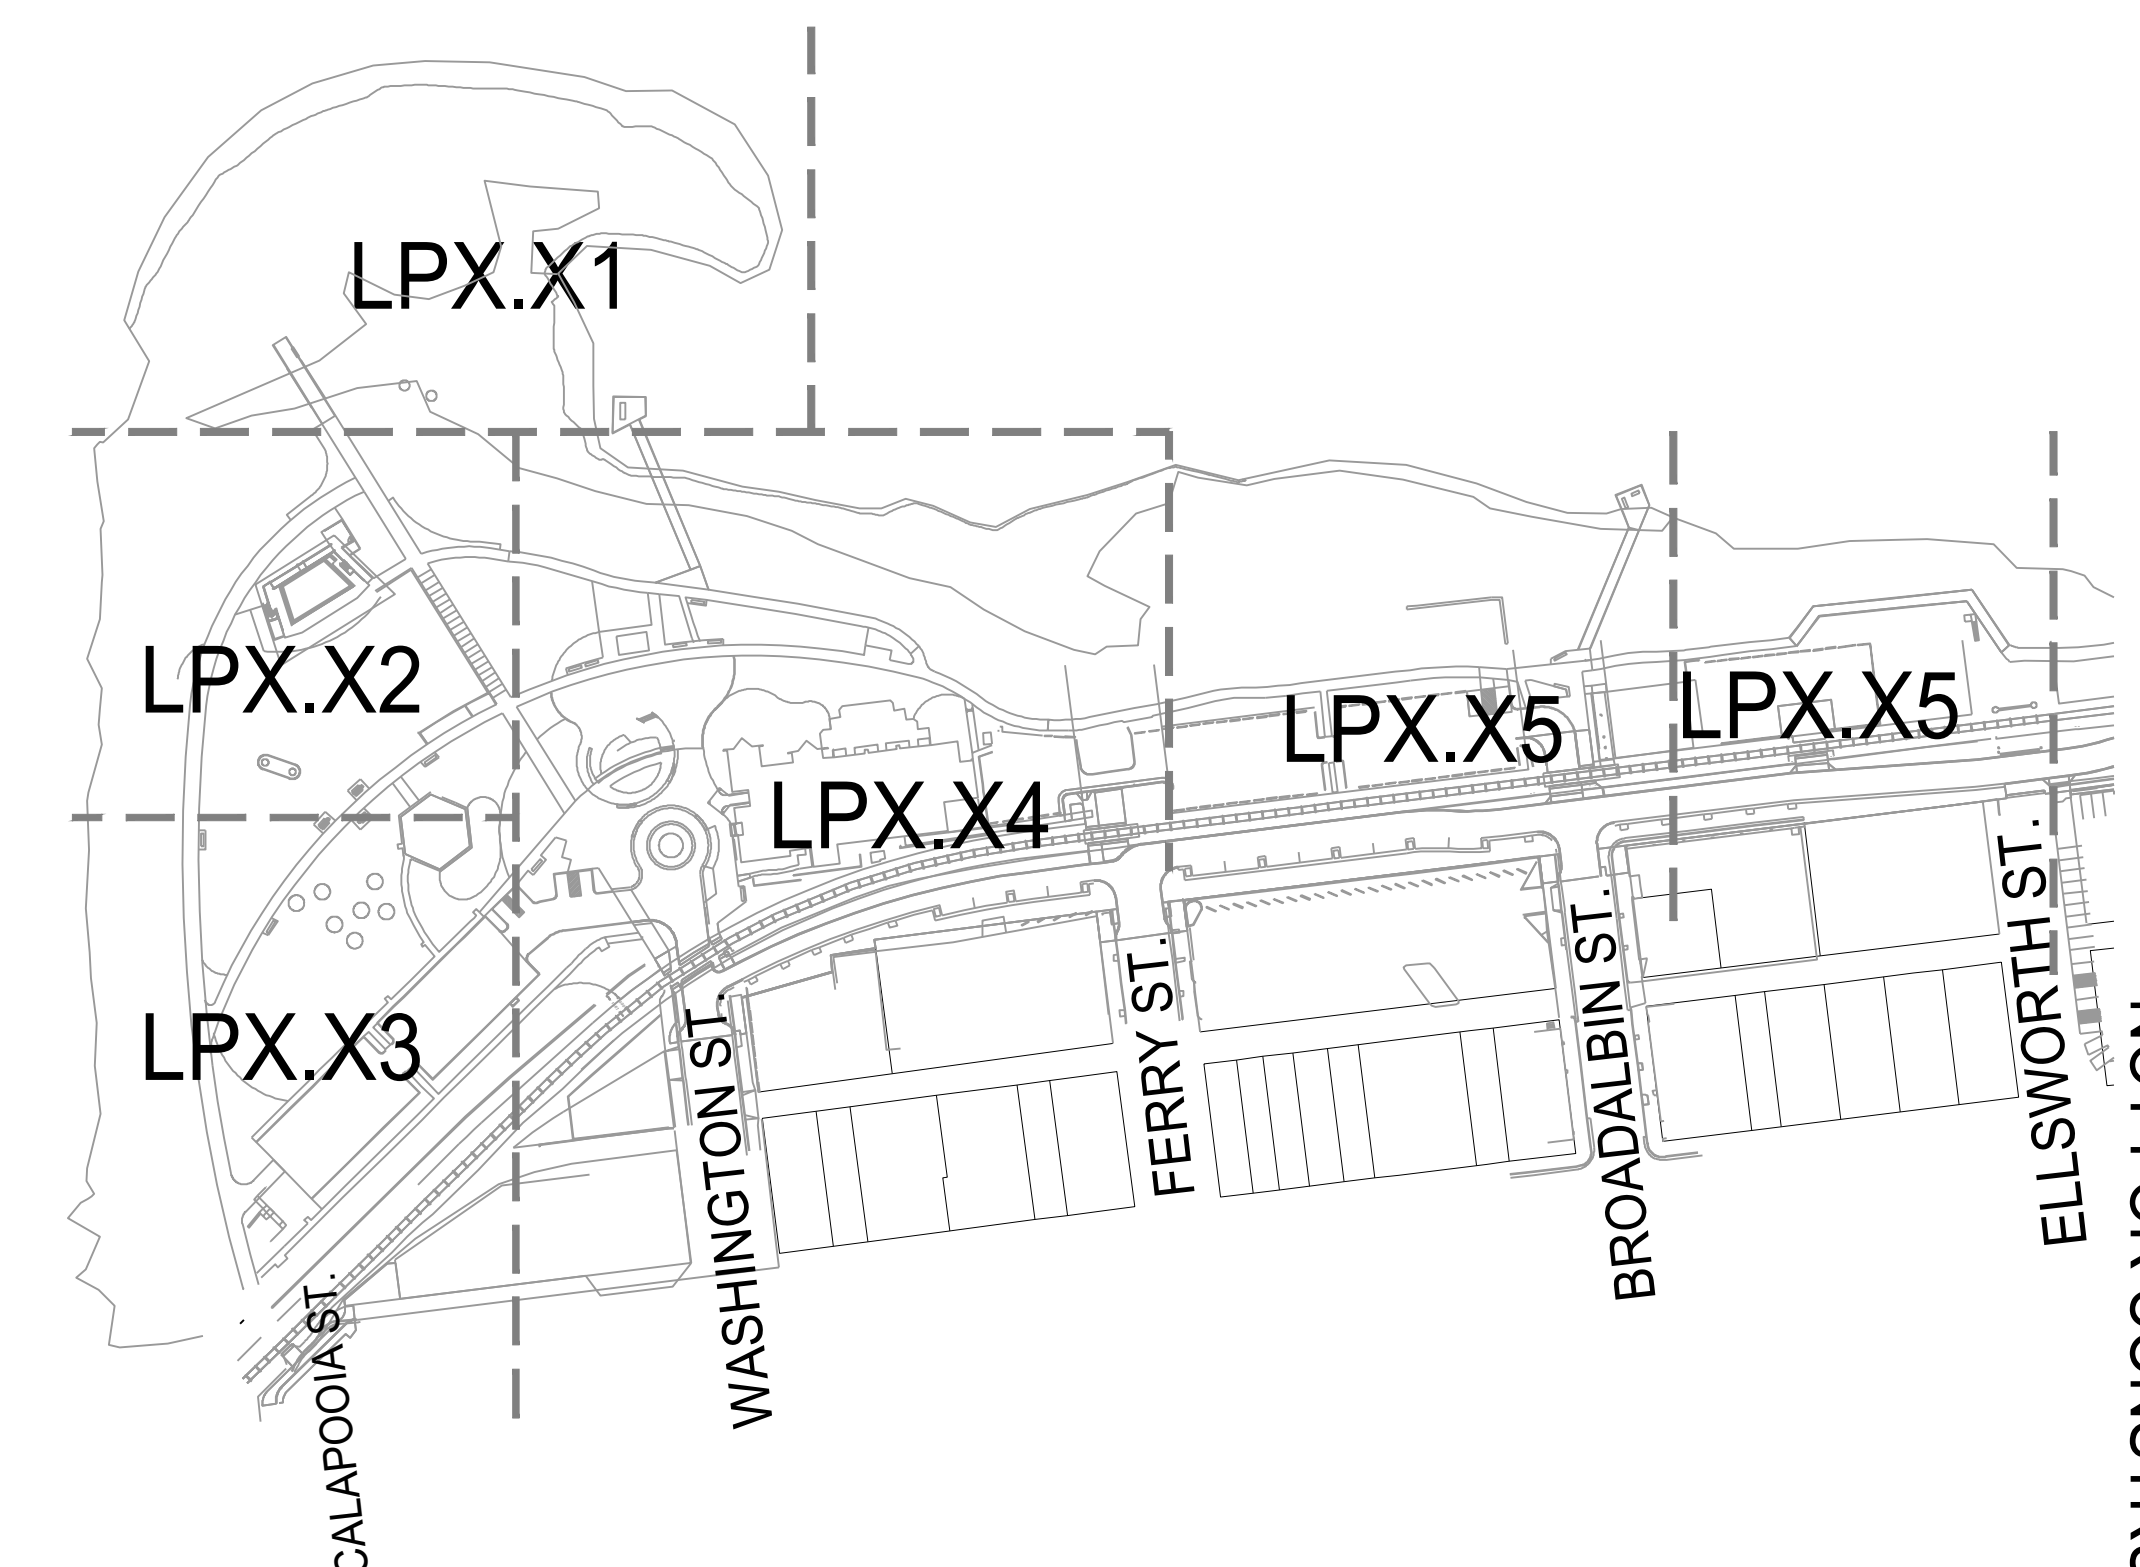 LPX.X1
LPX.X2
LPX.X5
LPX.X5
LPX.X4
LPX.X3
WASHINGTON ST.
FERRY ST.
BROADALBIN ST.
ELLSWORTH ST.
CALAPOOIA ST.